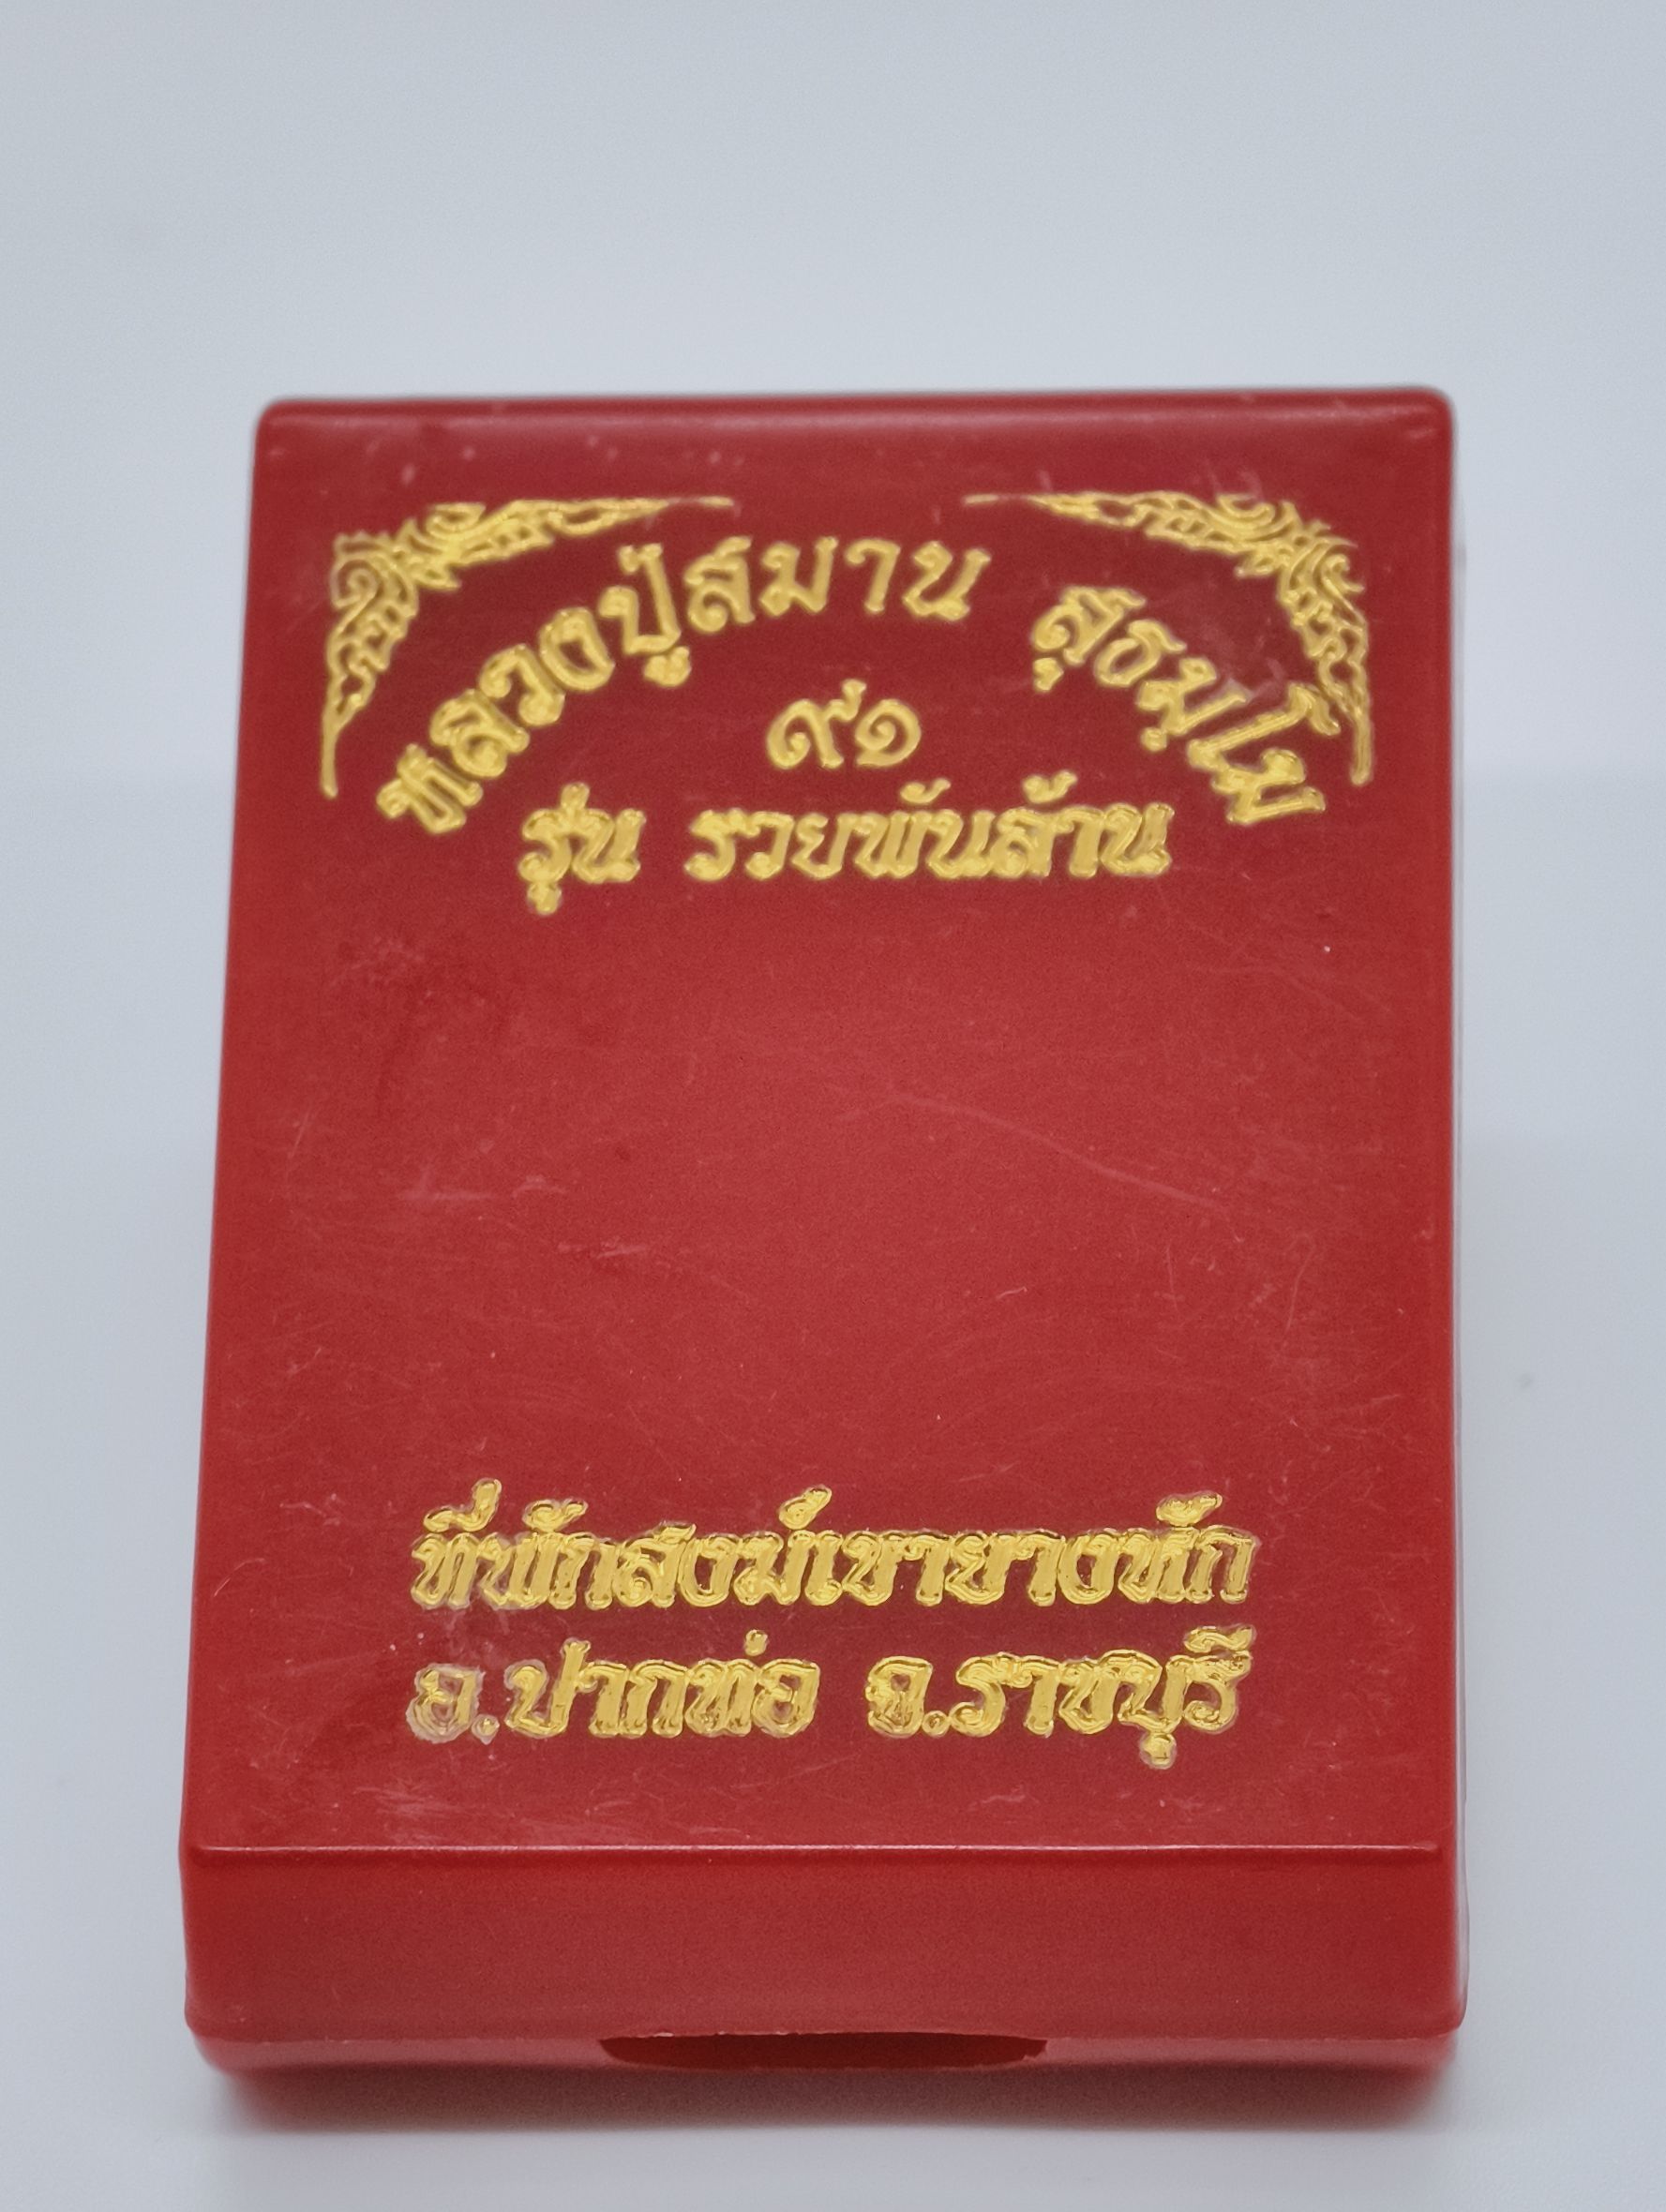 หลวงปู่สมาน สุธมฺโม
๙๑
รุ่น รวยพันล้าน
ที่พักสงฆ์เขายางหัก
อ.ปากท่อ จ.ราชบุรี